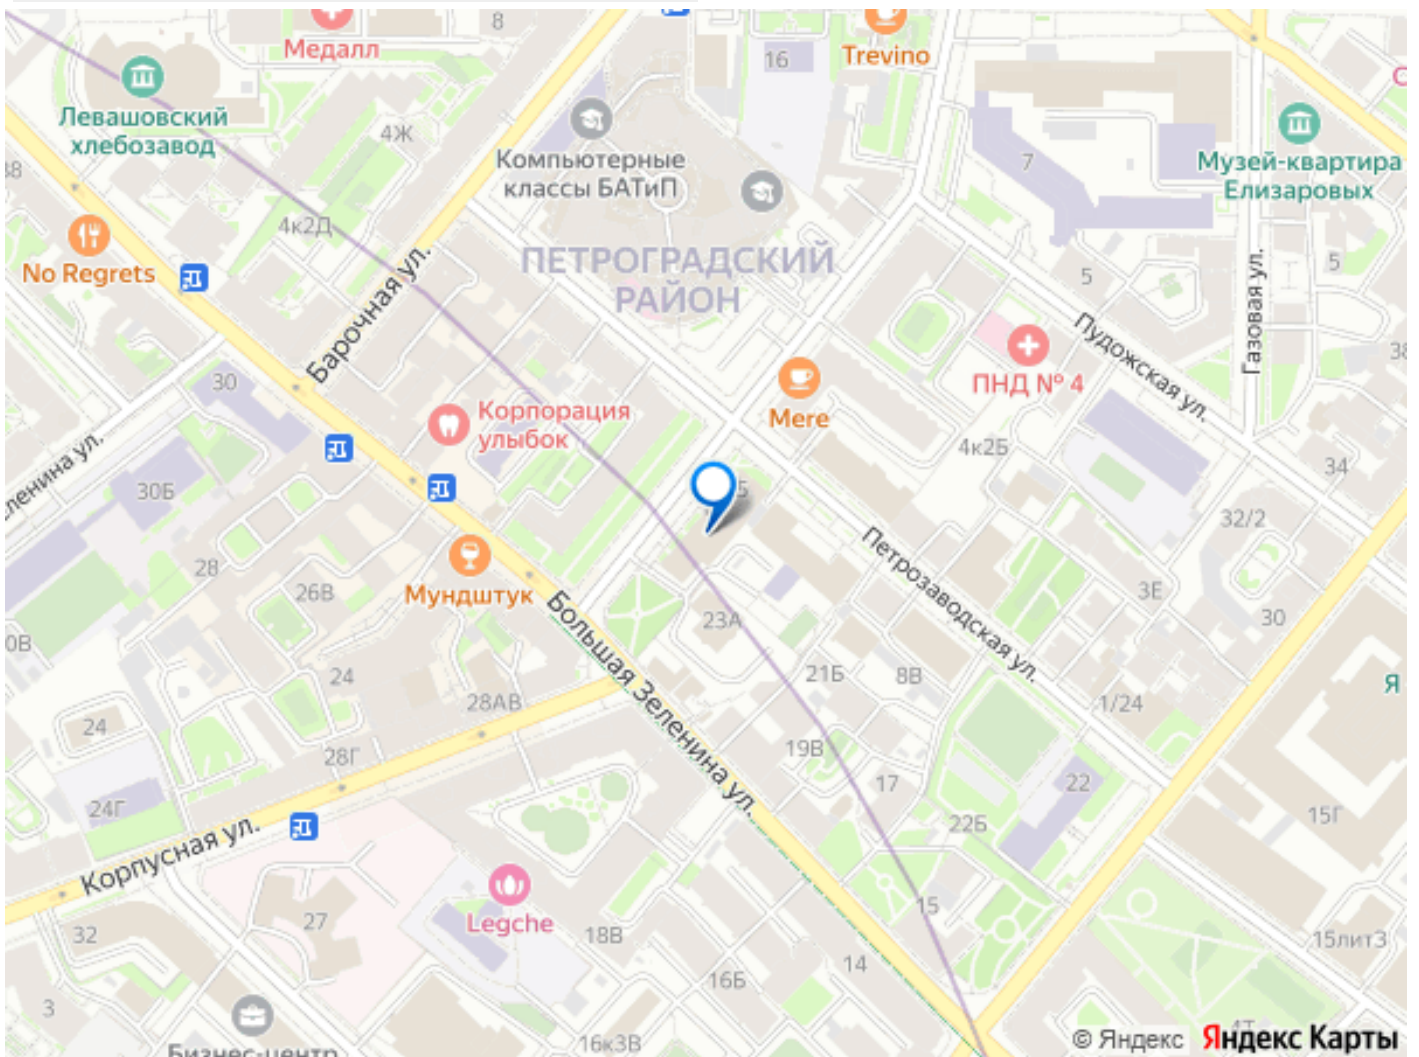 8
Медалл
16
Trevino
Левашовский
хлебозавод
4Ж
Компьютерные
классы БАТиП
7
Музей-квартира
Елизаровых
4к2Д
No Regrets
ПЕТРОГРАДСКИЙ
РАЙОН
Барочная ул.
5
5
Газовая ул.
Пудожская ул.
ПНД № 4
30
Mere
Корпорация
улыбок
4к2Б
34
30Б
32/2
28
26В
Мундштук
Петрозаводская ул.
3Е
30
23А
Большая Зеленина ул.
24
21Б
8В
28АВ
1/24
24
19В
28Г
17
22
24Г
22Б
15Г
Корпусная ул.
15
Legche
27
32
18В
15лит3
14
16Б
3
16к3В
© Яндекс
Яндекс Карты